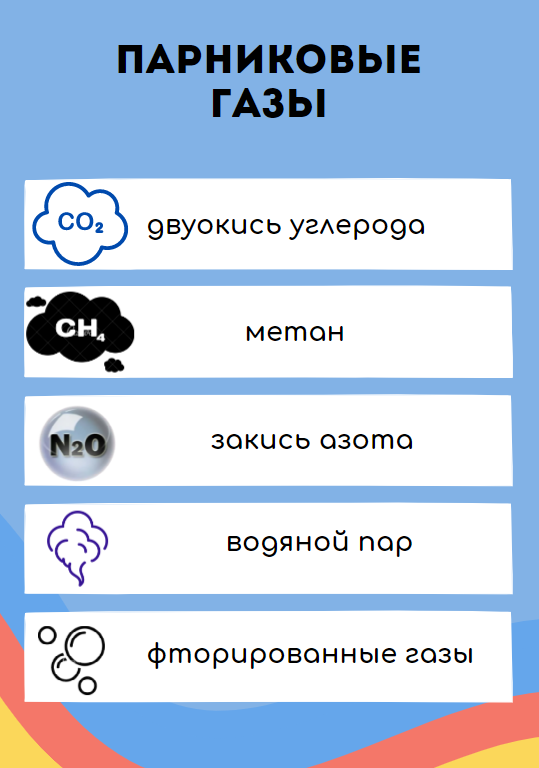 ПАРНИКОВЫЕ
ГАЗЫ
CO₂
двуокись углерода
CH₄
метан
N₂O
закись азота
водяной пар
фторированные газы